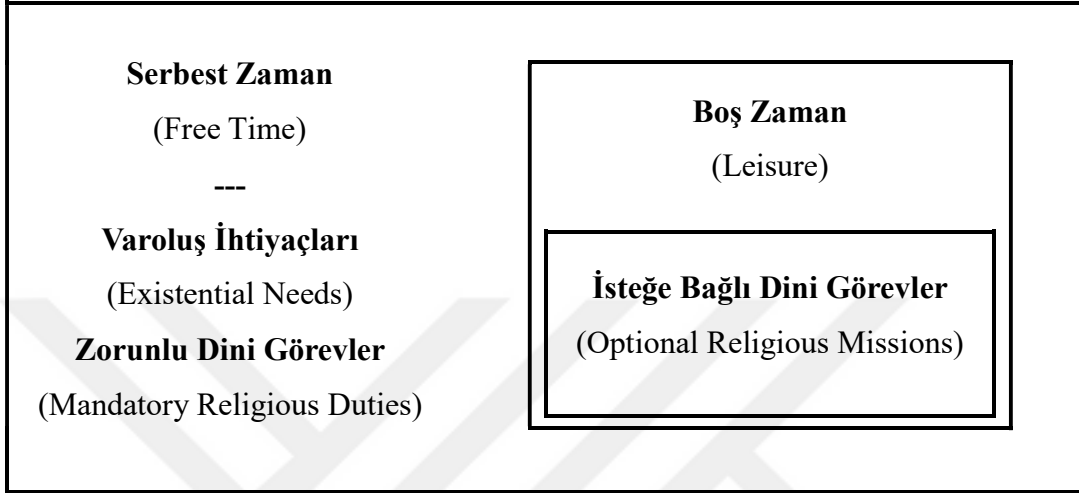 Serbest Zaman
(Free Time)
---
Varoluş İhtiyaçları
(Existential Needs)
Zorunlu Dini Görevler
(Mandatory Religious Duties)
Boş Zaman
(Leisure)
İsteğe Bağlı Dini Görevler
(Optional Religious Missions)